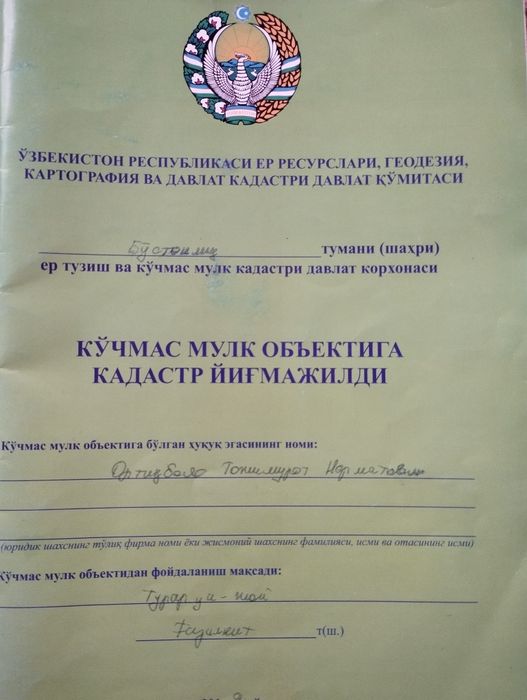 ЎЗБЕКИСТОН РЕСПУБЛИКАСИ ЕР РЕСУРСЛАРИ, ГЕОДЕЗИЯ,
КАРТОГРАФИЯ ВА ДАВЛАТ КАДАСТРИ ДАВЛАТ ҚЎМИТАСИ
Бўстонлиқ тумани (шаҳри)
ер тузиш ва кўчмас мулк кадастри давлат корхонаси
КЎЧМАС МУЛК ОБЪЕКТИГА
КАДАСТР ЙИҒМАЖИЛДИ
Кўчмас мулк объектига бўлган ҳуқуқ эгасининг номи:
(юридик шахснинг тўлиқ фирма номи ёки жисмоний шахснинг фамилияси, исми ва отасининг исми)
Кўчмас мулк объектидан фойдаланиш мақсади:
Турар уй-жой
Ғазалкент т(ш.)